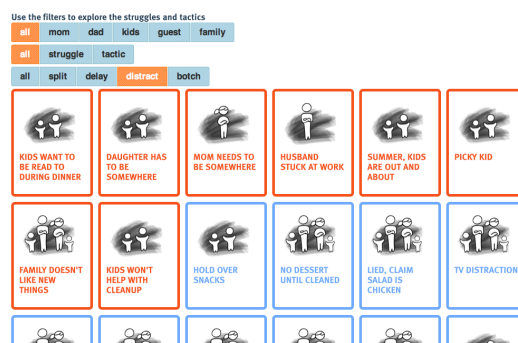 Use the filters to explore the struggles and tactics
all mom dad kids guest family
all struggle tactic
all split delay distract botch
KIDS WANT TO
BE READ TO
DURING DINNER
DAUGHTER HAS
TO BE
SOMEWHERE
MOM NEEDS TO
BE SOMEWHERE
HUSBAND
STUCK AT WORK
SUMMER, KIDS
ARE OUT AND
ABOUT
PICKY KID
FAMILY DOESN'T
LIKE NEW
THINGS
KIDS WON'T
HELP WITH
CLEANUP
HOLD OVER
SNACKS
NO DESSERT
UNTIL CLEANED
LIED, CLAIM
SALAD IS
CHICKEN
TV DISTRACTION